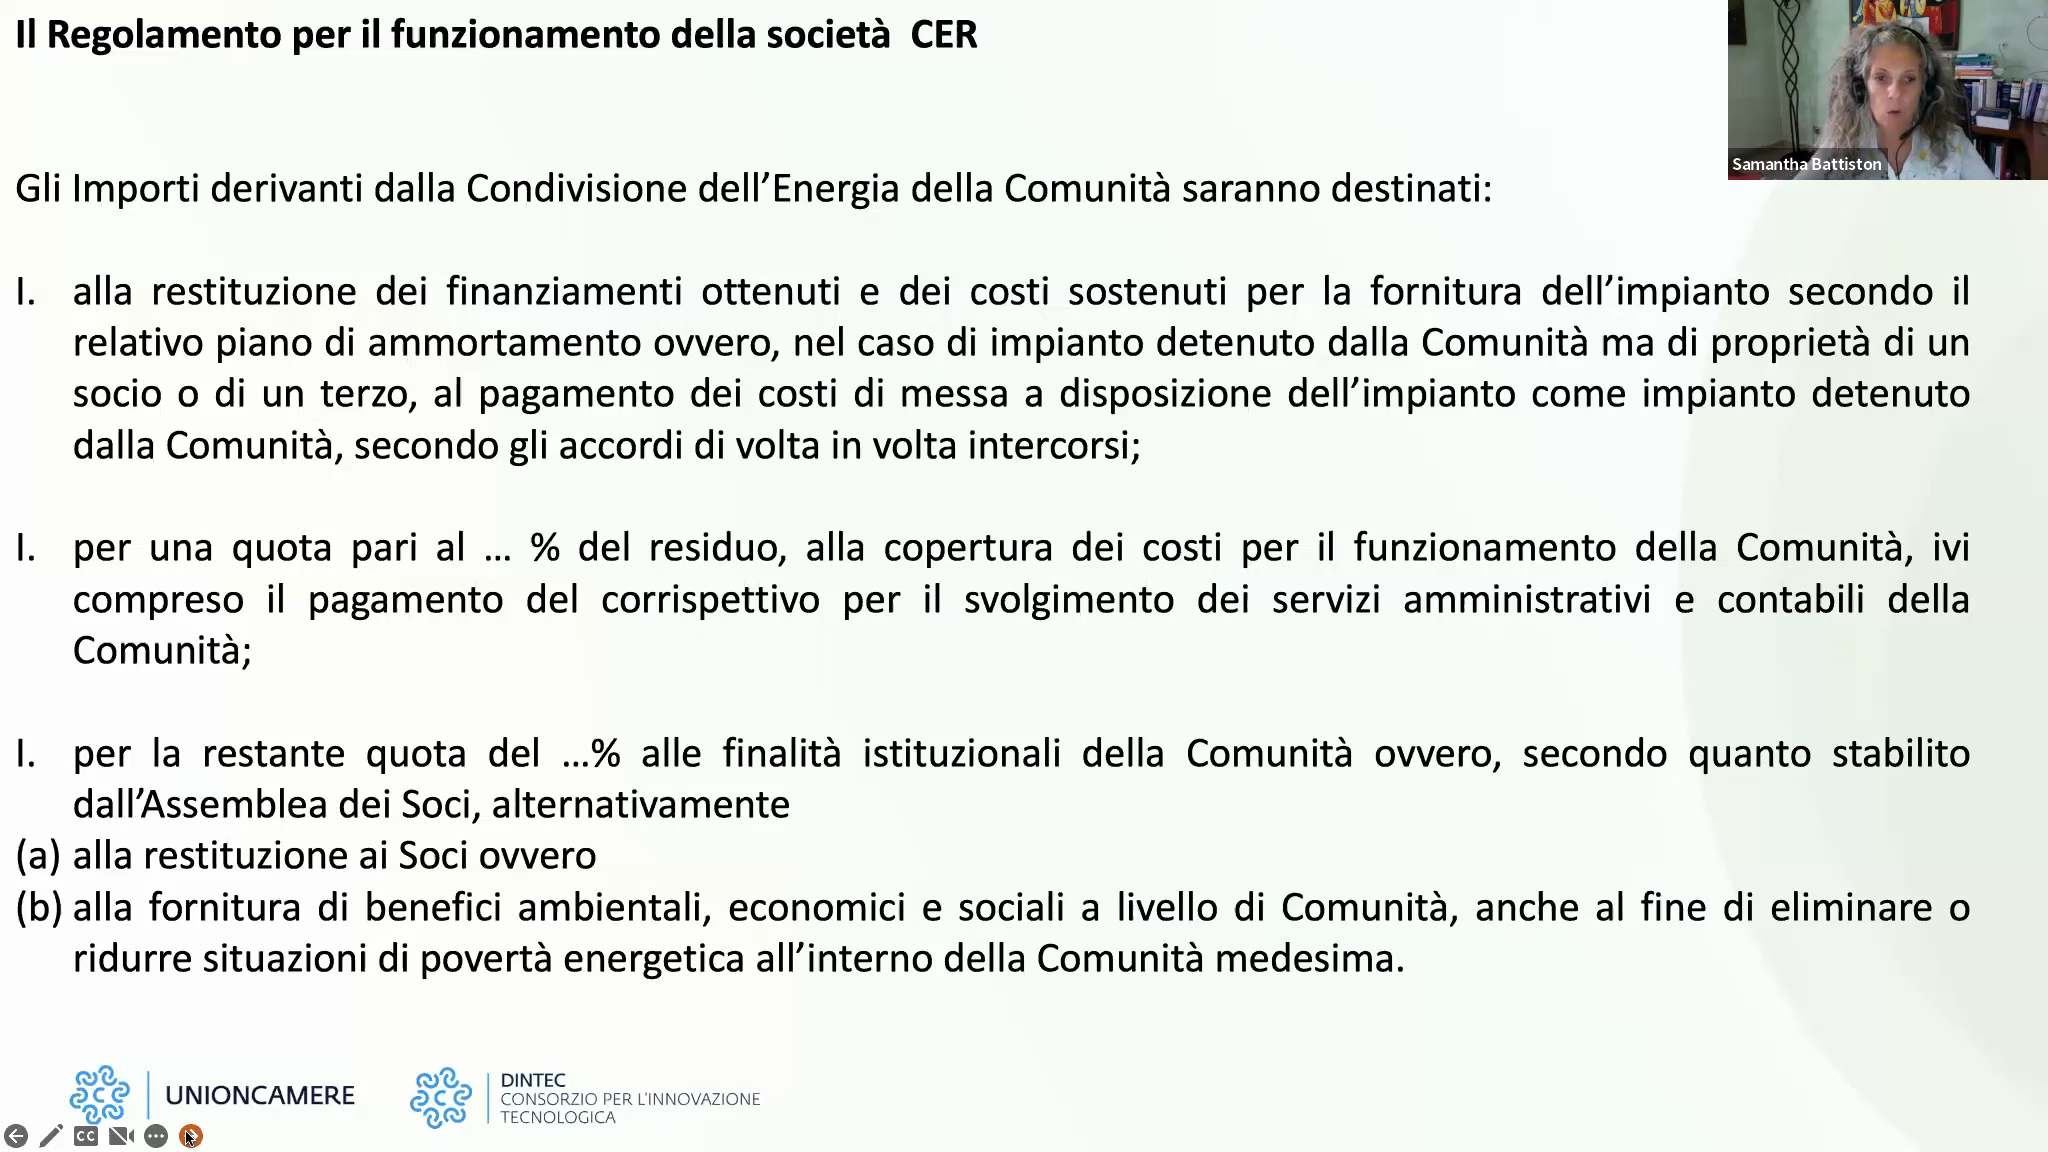 Il Regolamento per il funzionamento della società  CER
Samantha Battiston
Gli Importi derivanti dalla Condivisione dell’Energia della Comunità saranno destinati:
I. alla restituzione dei finanziamenti ottenuti e dei costi sostenuti per la fornitura dell’impianto secondo il
relativo piano di ammortamento ovvero, nel caso di impianto detenuto dalla Comunità ma di proprietà di un
socio o di un terzo, al pagamento dei costi di messa a disposizione dell’impianto come impianto detenuto
dalla Comunità, secondo gli accordi di volta in volta intercorsi;
I. per una quota pari al … % del residuo, alla copertura dei costi per il funzionamento della Comunità, ivi
compreso il pagamento del corrispettivo per il svolgimento dei servizi amministrativi e contabili della
Comunità;
I. per la restante quota del …% alle finalità istituzionali della Comunità ovvero, secondo quanto stabilito
dall’Assemblea dei Soci, alternativamente
(a) alla restituzione ai Soci ovvero
(b) alla fornitura di benefici ambientali, economici e sociali a livello di Comunità, anche al fine di eliminare o
ridurre situazioni di povertà energetica all’interno della Comunità medesima.
UNIONCAMERE
DINTEC
CONSORZIO PER L'INNOVAZIONE
TECNOLOGICA
CC